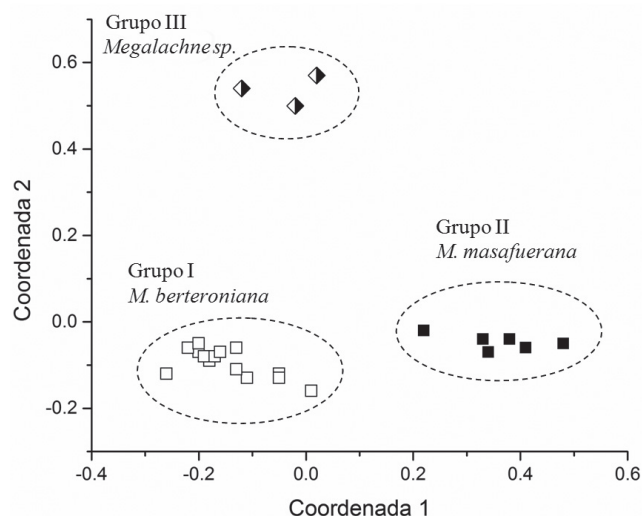 Grupo III
Megalachne sp.
0.6
0.4
Grupo II
M. masafuerana
Coordenada 2
0.2
Grupo I
M. berteroniana
0.0
-0.2
-0.4
-0.2
0.0
0.2
0.4
0.6
Coordenada 1